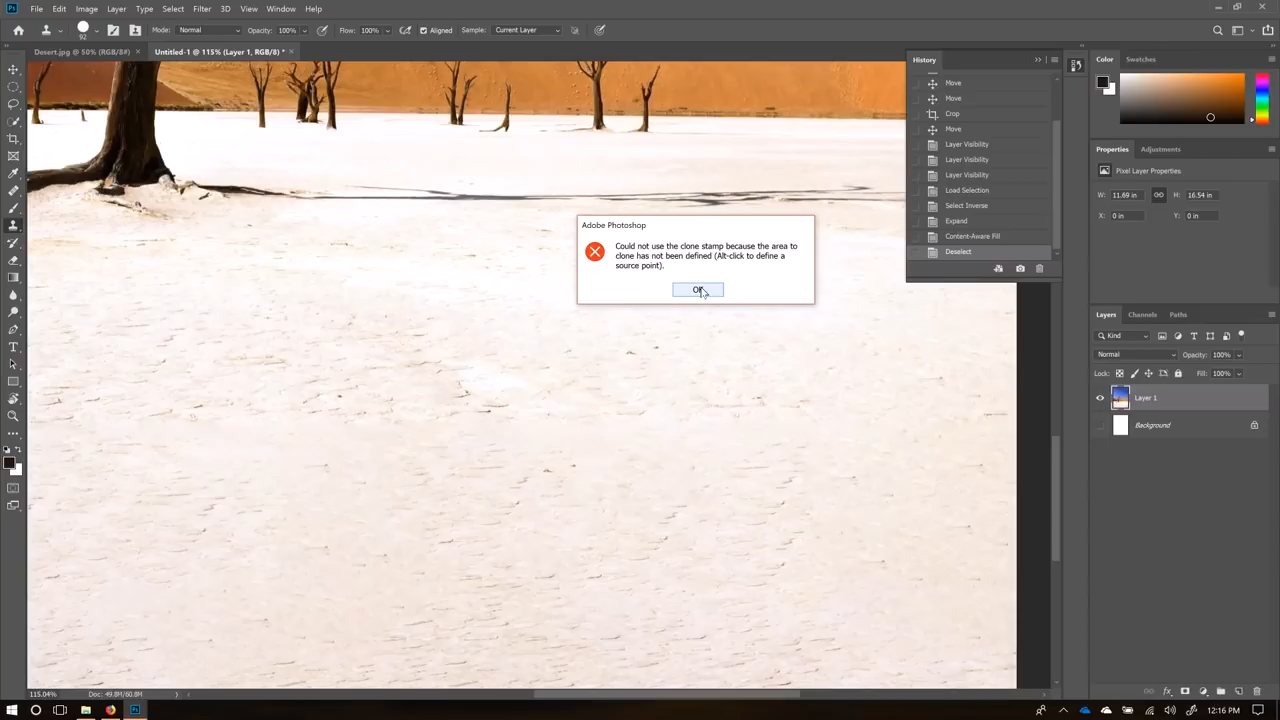 Ps File Edit Image Layer Type Select Filter 3D View Window Help
92 Mode: Normal Opacity: 100% Flow: 100% Aligned Sample: Current Layer
Desert.jpg @ 50% (RGB/8#) × Untitled-1 @ 115% (Layer 1, RGB/8) * ×
History
Move
Move
Crop
Move
Layer Visibility
Layer Visibility
Layer Visibility
Load Selection
Select Inverse
Expand
Content-Aware Fill
Deselect
Color Swatches
Properties Adjustments
Pixel Layer Properties
W: 11.69 in H: 16.54 in
X: 0 in Y: 0 in
Adobe Photoshop
Could not use the clone stamp because the area to
clone has not been defined (Alt-click to define a
source point).
OK
Layers Channels Paths
Kind
Normal Opacity: 100%
Lock: Fill: 100%
Layer 1
Background
fx
115.04% Doc: 49.8M/60.8M
Ps 12:16 PM